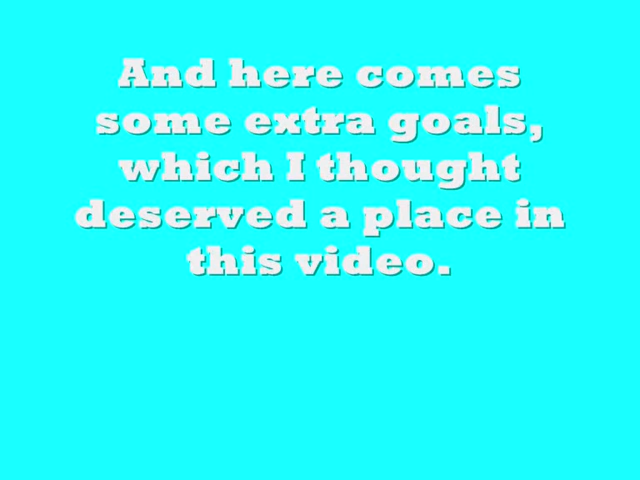 And here comes
some extra goals,
which I thought
deserved a place in
this video.